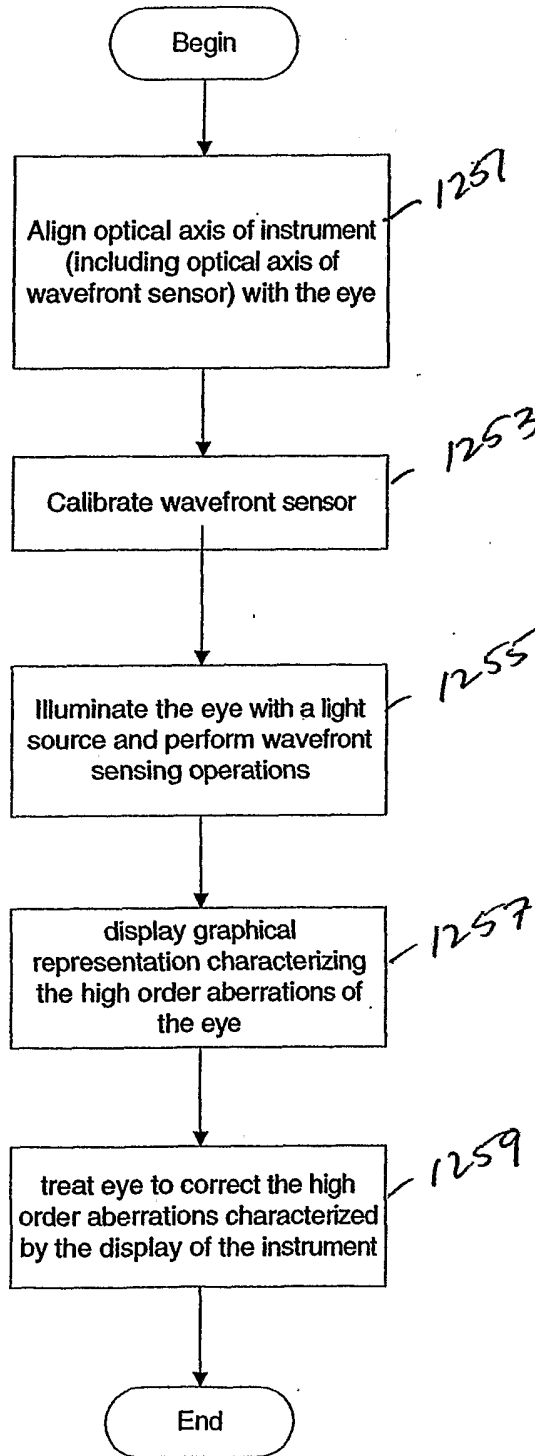 Begin
1251
Align optical axis of instrument
(including optical axis of
wavefront sensor) with the eye
1253
Calibrate wavefront sensor
1255
Illuminate the eye with a light
source and perform wavefront
sensing operations
1257
display graphical
representation characterizing
the high order aberrations of
the eye
1259
treat eye to correct the high
order aberrations characterized
by the display of the instrument
End